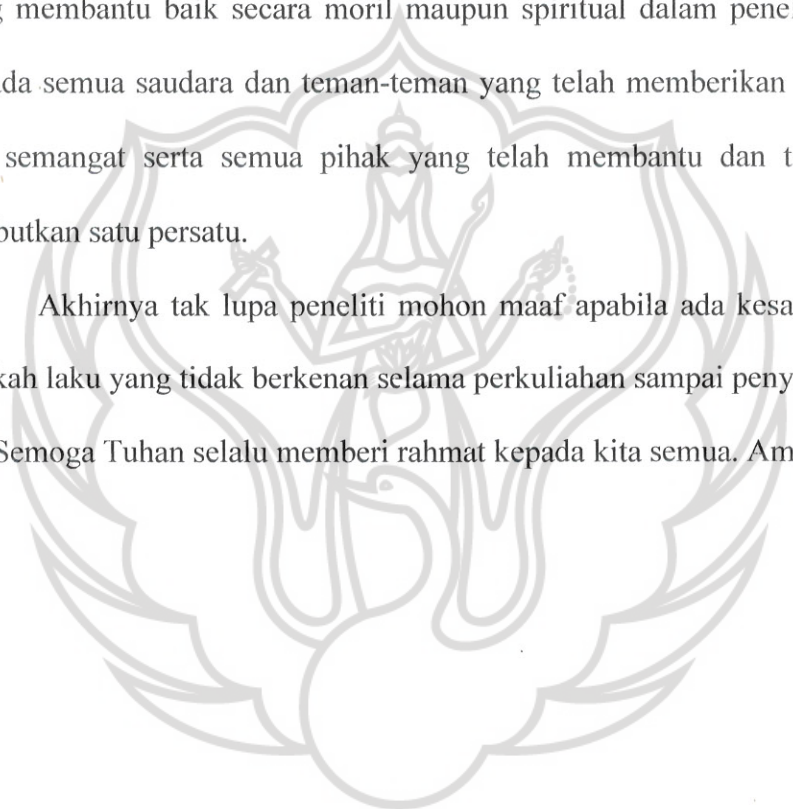 membantu baik secara moril maupun spiritual dalam pene
da semua saudara dan teman-teman yang telah memberikan
semangat serta semua pihak yang telah membantu dan t
butkan satu persatu.
Akhirnya tak lupa peneliti mohon maaf apabila ada kesa
kah laku yang tidak berkenan selama perkuliahan sampai peny
Semoga Tuhan selalu memberi rahmat kepada kita semua. Am